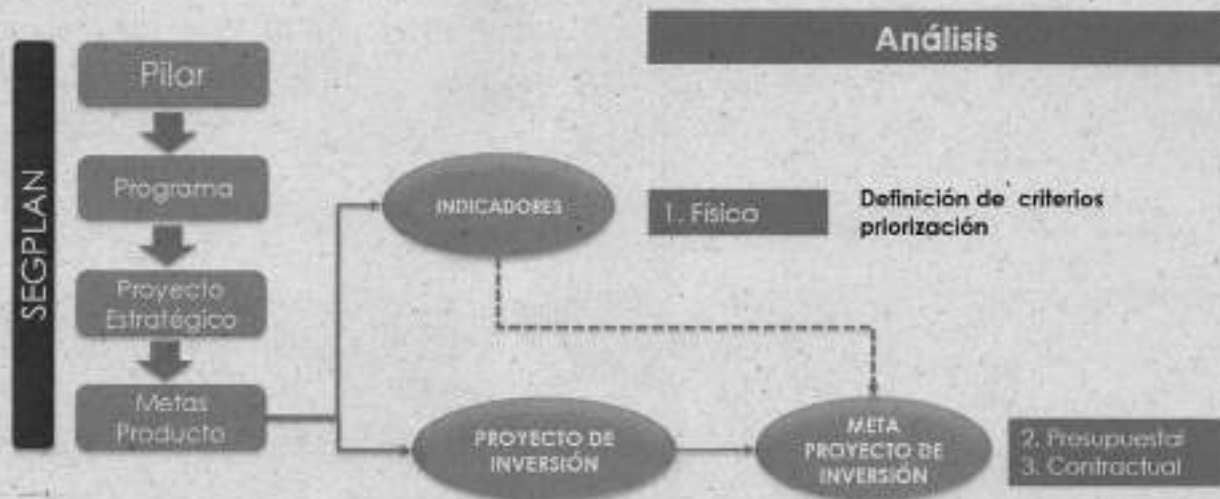 SEGPLAN
Pilar
Programa
Proyecto
Estratégico
Metas
Producto
Análisis
INDICADORES
1. Físico
Definición de criterios
priorización
PROYECTO DE
INVERSIÓN
META
PROYECTO DE
INVERSIÓN
2. Presupuestal
3. Contractual